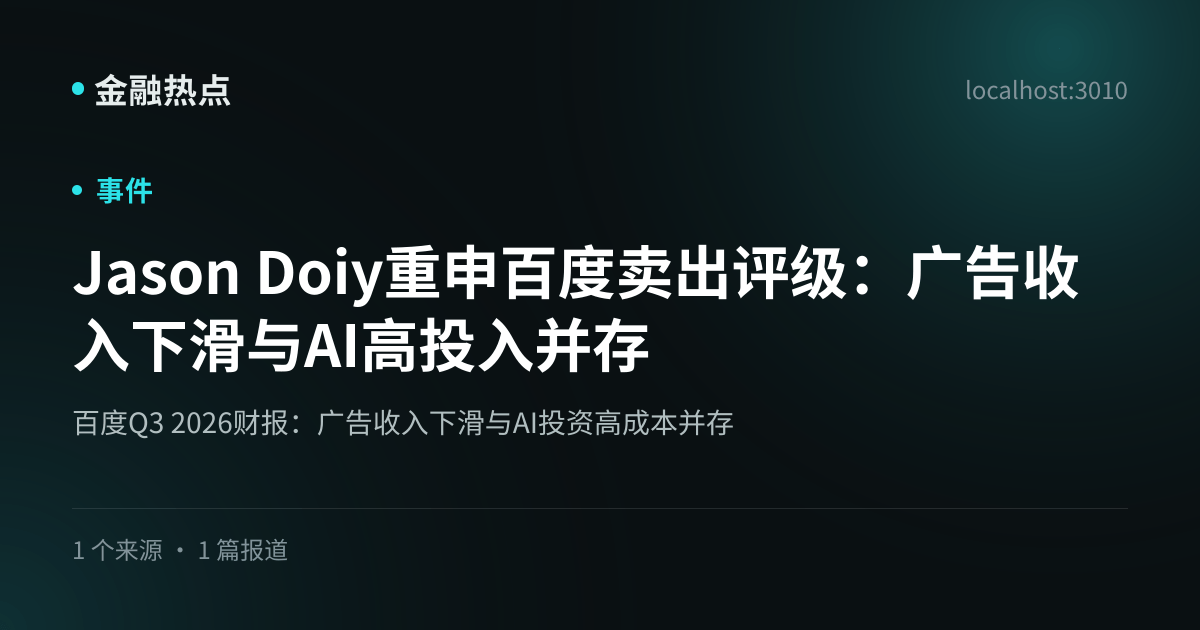 金融热点
localhost:3010
事件
Jason Doiy重申百度卖出评级：广告收
入下滑与AI高投入并存
百度Q3 2026财报：广告收入下滑与AI投资高成本并存
1 个来源 · 1 篇报道